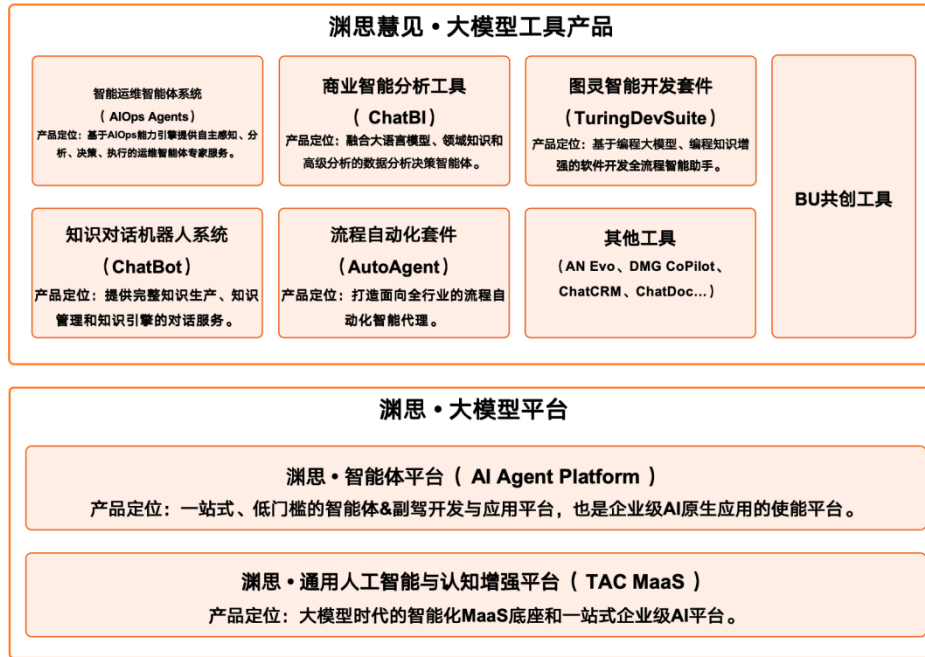 渊思慧见•大模型工具产品
智能运维智能体系统
（AIOps Agents）
产品定位：基于AIOps能力引擎提供自主感知、分
析、决策、执行的运维智能体专家服务。
商业智能分析工具
（ ChatBI）
产品定位：融合大语言模型、领域知识和
高级分析的数据分析决策智能体。
图灵智能开发套件
（TuringDevSuite）
产品定位：基于编程大模型、编程知识增
强的软件开发全流程智能助手。
BU共创工具
知识对话机器人系统
（ChatBot）
产品定位：提供完整知识生产、知识
管理和知识引擎的对话服务。
流程自动化套件
（AutoAgent）
产品定位：打造面向全行业的流程自
动化智能代理。
其他工具
（AN Evo、DMG CoPilot、
ChatCRM、ChatDoc...）
渊思•大模型平台
渊思•智能体平台（ AI Agent Platform ）
产品定位：一站式、低门槛的智能体&副驾开发与应用平台，也是企业级AI原生应用的使能平台。
渊思•通用人工智能与认知增强平台（ TAC MaaS ）
产品定位：大模型时代的智能化MaaS底座和一站式企业级AI平台。